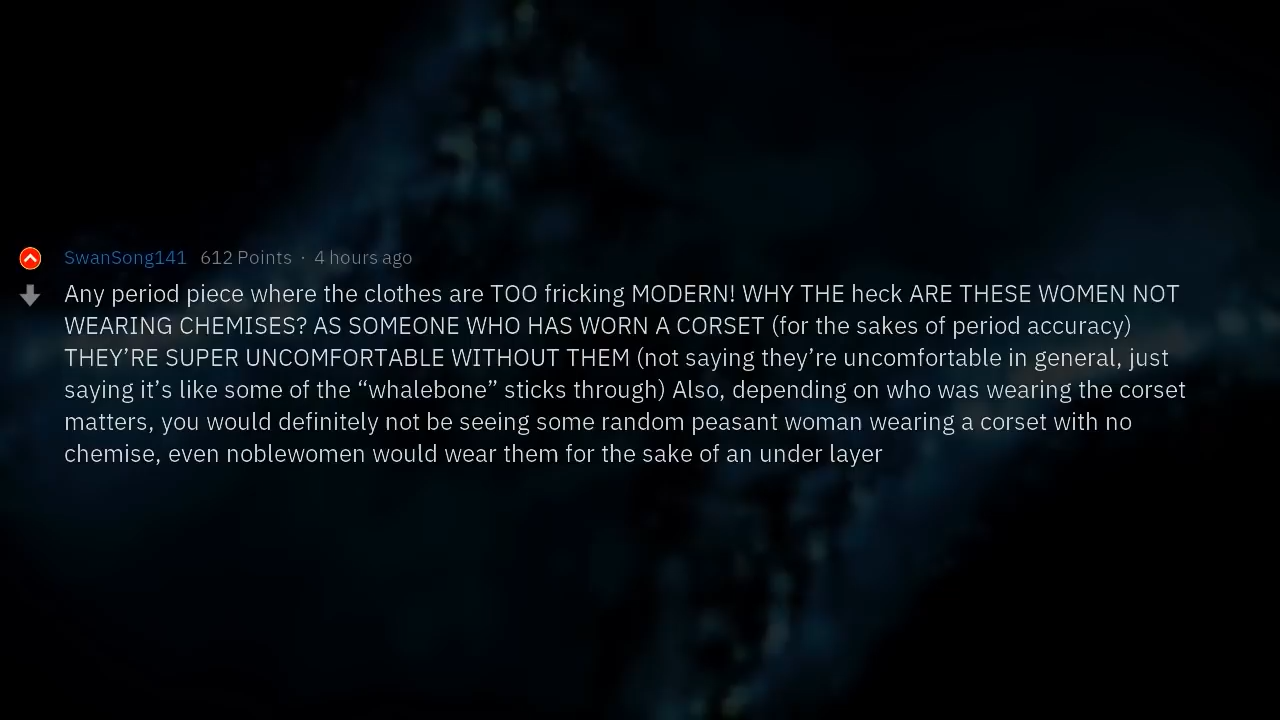 SwanSong141 612 Points · 4 hours ago
Any period piece where the clothes are TOO fricking MODERN! WHY THE heck ARE THESE WOMEN NOT
WEARING CHEMISES? AS SOMEONE WHO HAS WORN A CORSET (for the sakes of period accuracy)
THEY’RE SUPER UNCOMFORTABLE WITHOUT THEM (not saying they’re uncomfortable in general, just
saying it’s like some of the “whalebone” sticks through) Also, depending on who was wearing the corset
matters, you would definitely not be seeing some random peasant woman wearing a corset with no
chemise, even noblewomen would wear them for the sake of an under layer